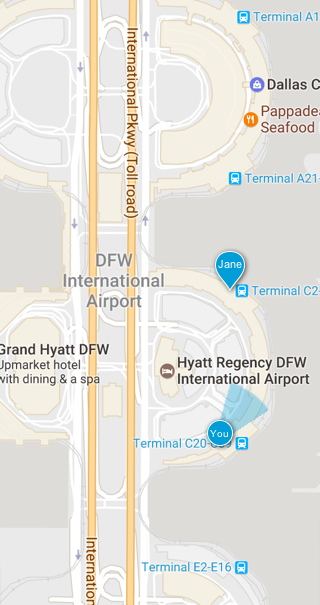 Terminal A1
International Pkwy (Toll road)
Dallas C
Pappadea
Seafood
Terminal A21-
Jane
DFW
International
Airport
Terminal C2-
Grand Hyatt DFW
Upmarket hotel
with dining & a spa
Hyatt Regency DFW
International Airport
You
Terminal C20-
Terminal E2-E16
Internation